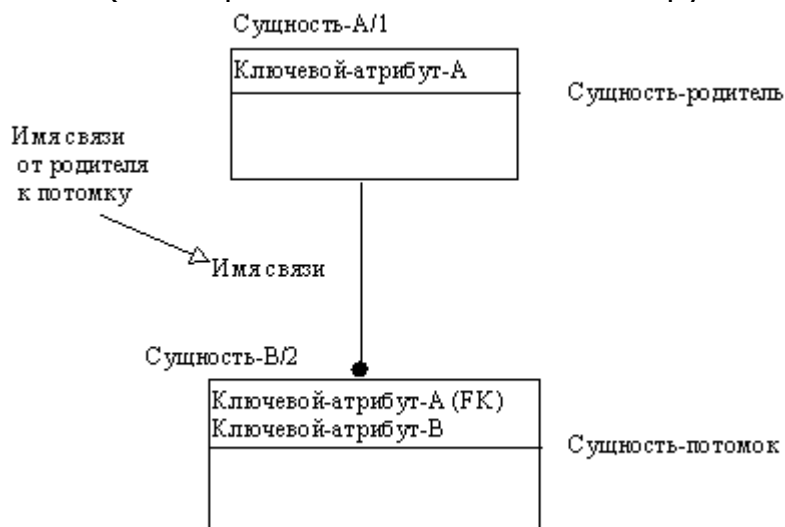 Сущность-А/1
Ключевой-атрибут-А
Сущность-родитель
Имя связи
от родителя
к потомку
Имя связи
Сущность-В/2
Ключевой-атрибут-А (FK)
Ключевой-атрибут-В
Сущность-потомок